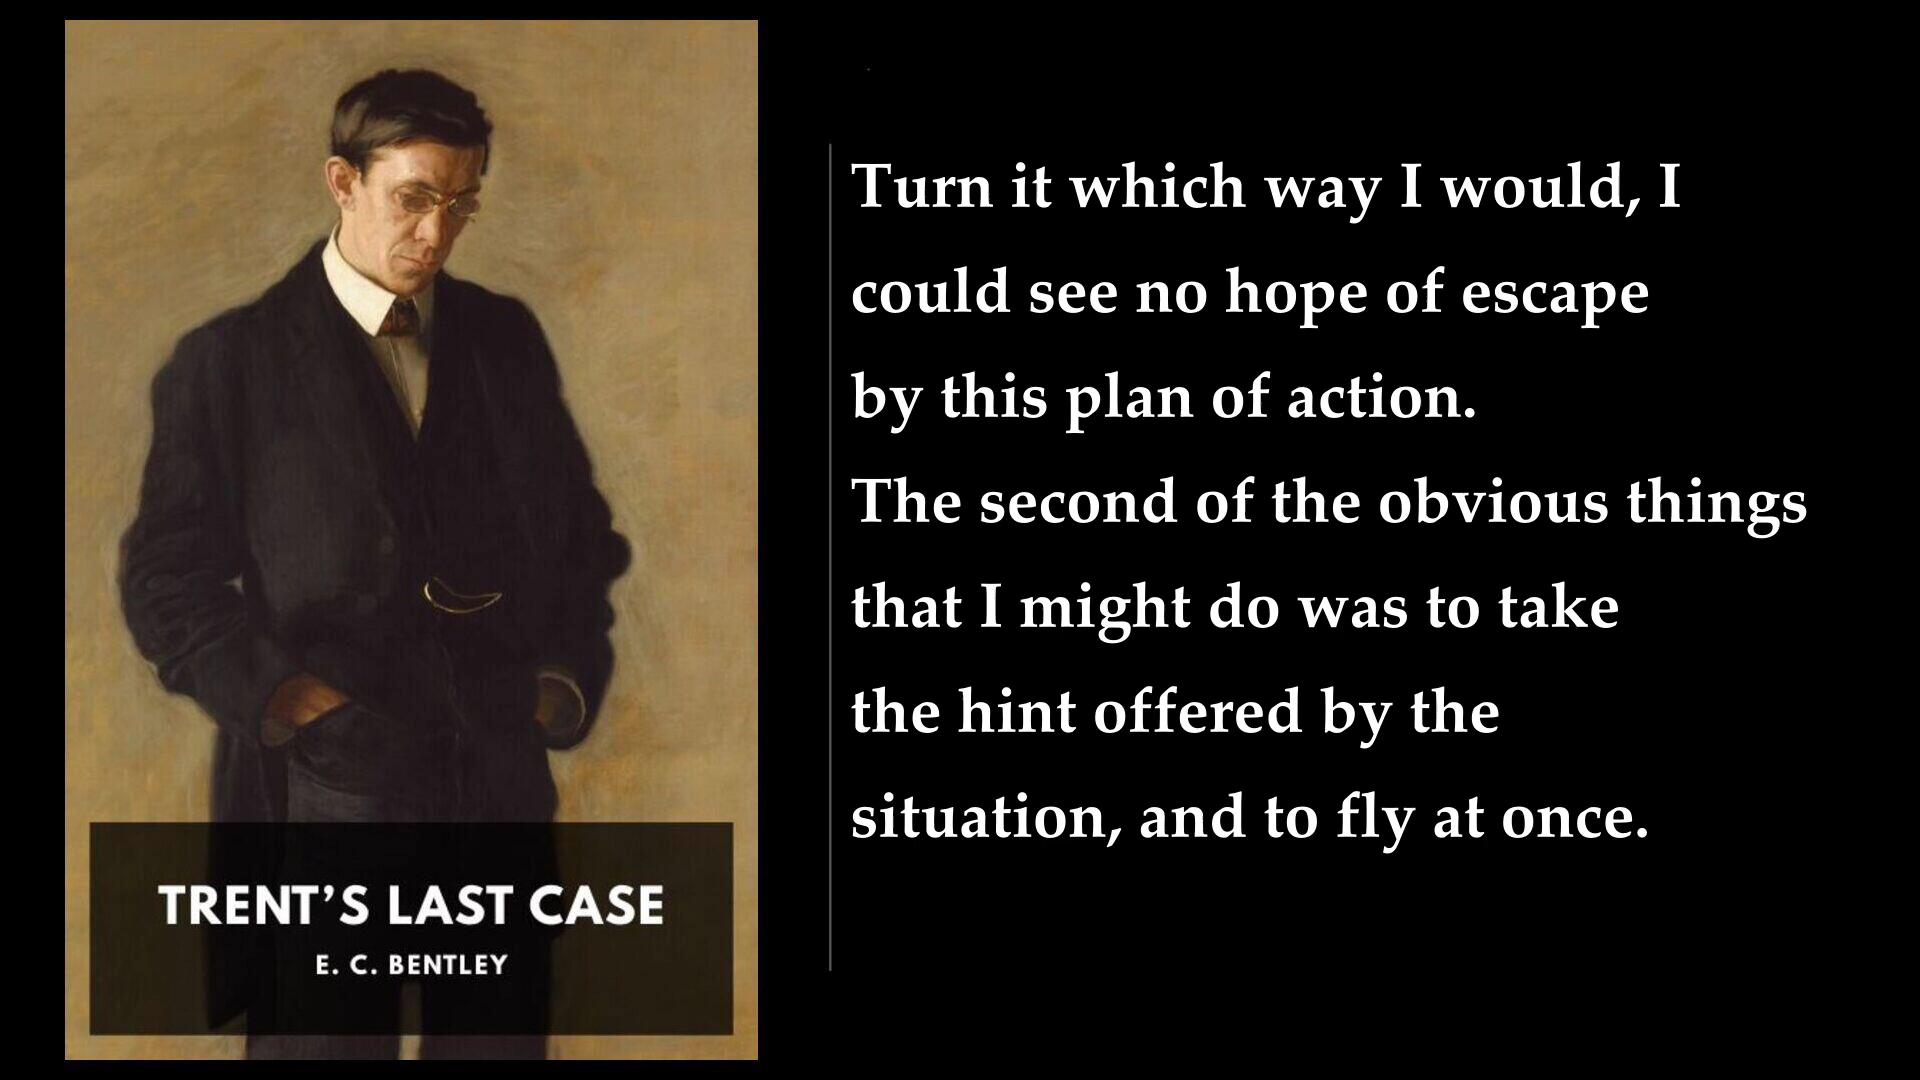 TRENT’S LAST CASE
E. C. BENTLEY
Turn it which way I would, I
could see no hope of escape
by this plan of action.
The second of the obvious things
that I might do was to take
the hint offered by the
situation, and to fly at once.